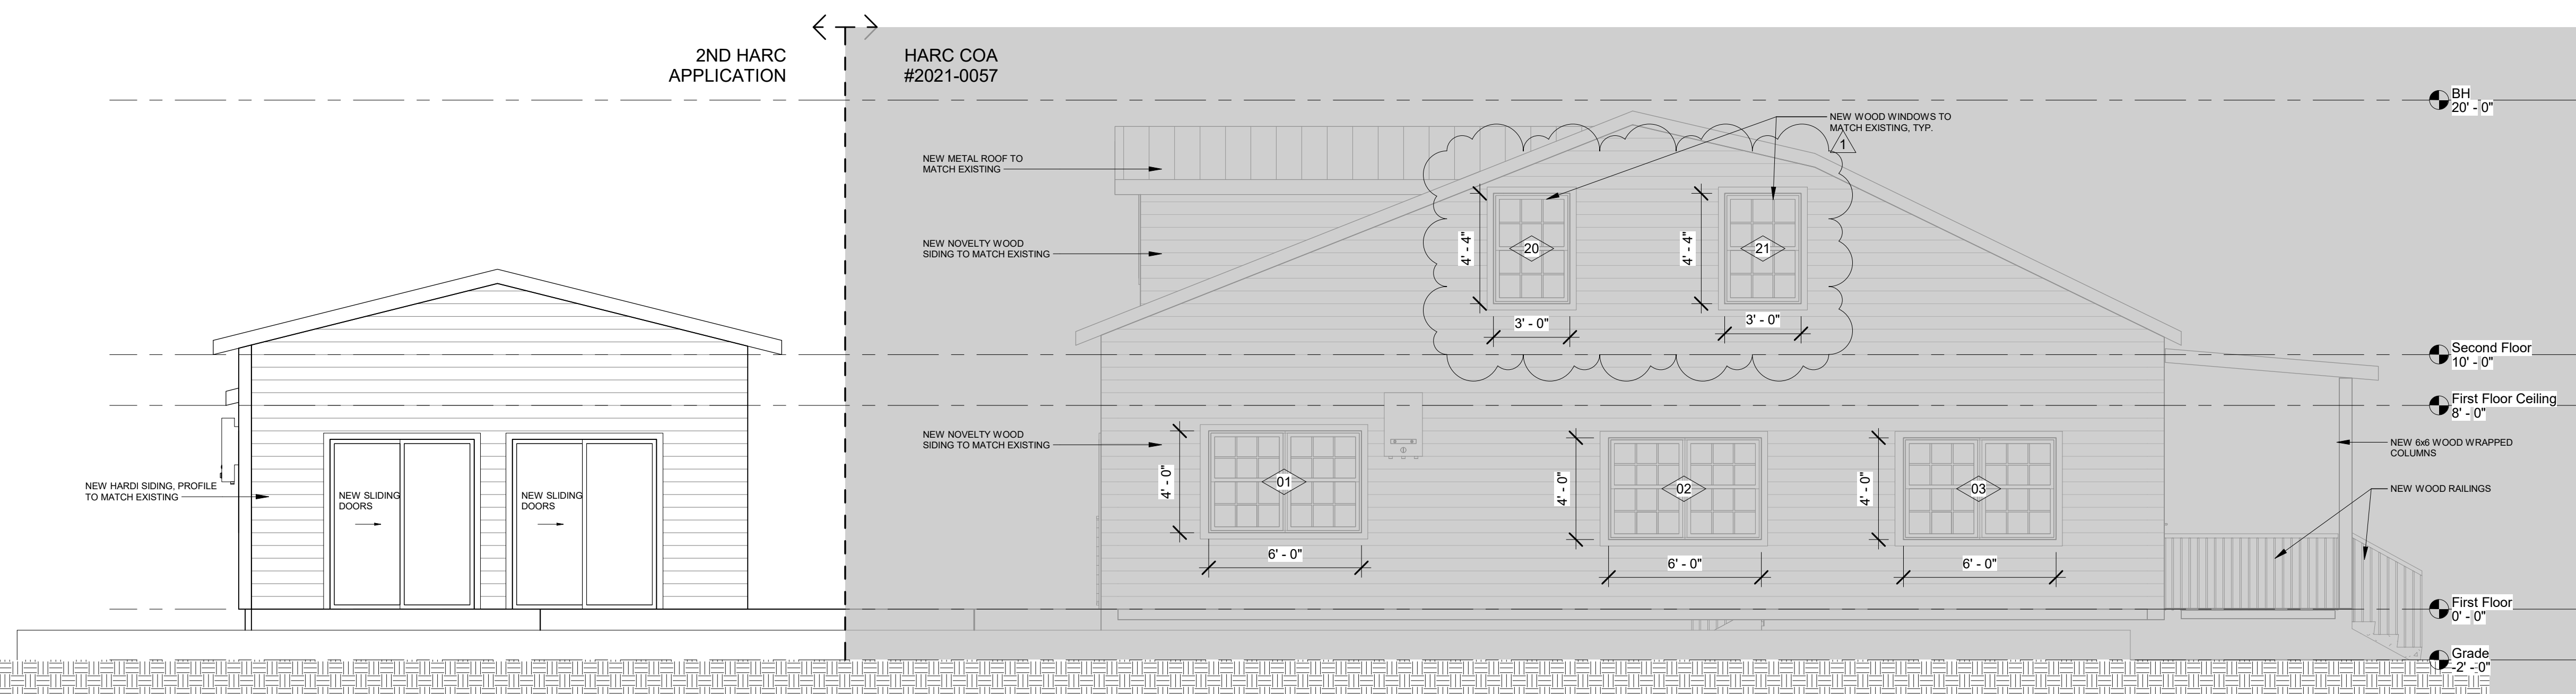 2ND HARC
APPLICATION
HARC COA
#2021-0057
BH
20' - 0"
NEW WOOD WINDOWS TO
MATCH EXISTING, TYP.
1
NEW METAL ROOF TO
MATCH EXISTING
NEW NOVELTY WOOD
SIDING TO MATCH EXISTING
4' - 4"
20
4' - 4"
21
3' - 0"
3' - 0"
Second Floor
10' - 0"
First Floor Ceiling
8' - 0"
NEW NOVELTY WOOD
SIDING TO MATCH EXISTING
NEW 6x6 WOOD WRAPPED
COLUMNS
NEW HARDI SIDING, PROFILE
TO MATCH EXISTING
NEW SLIDING
DOORS
NEW SLIDING
DOORS
4' - 0"
01
4' - 0"
02
4' - 0"
03
NEW WOOD RAILINGS
6' - 0"
6' - 0"
6' - 0"
First Floor
0' - 0"
Grade
-2' - 0"